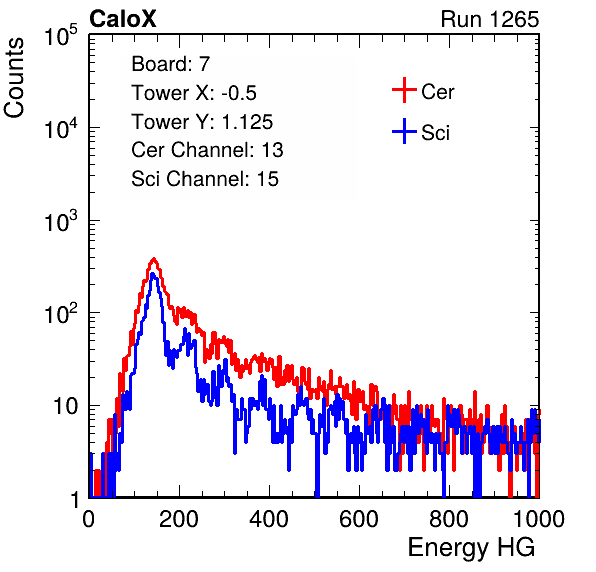 CaloX Run 1265
Counts
10^5
10^4
10^3
10^2
10
1
Board: 7
Tower X: -0.5
Tower Y: 1.125
Cer Channel: 13
Sci Channel: 15
Cer
Sci
0 200 400 600 800 1000
Energy HG